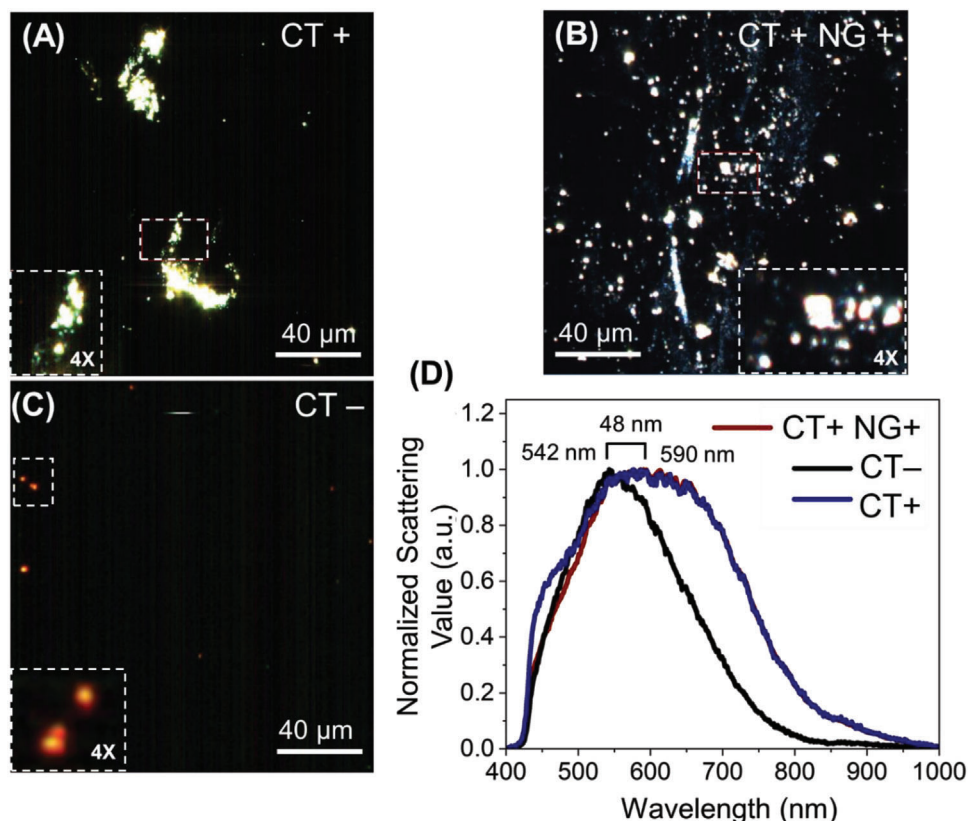 (A) CT +
4X
40 µm
(B) CT + NG +
40 µm
4X
(C) CT –
4X
40 µm
(D)
Normalized Scattering
Value (a.u.)
1.2
1.0
0.8
0.6
0.4
0.2
0.0
48 nm
542 nm
590 nm
CT+ NG+
CT–
CT+
400 500 600 700 800 900 1000
Wavelength (nm)